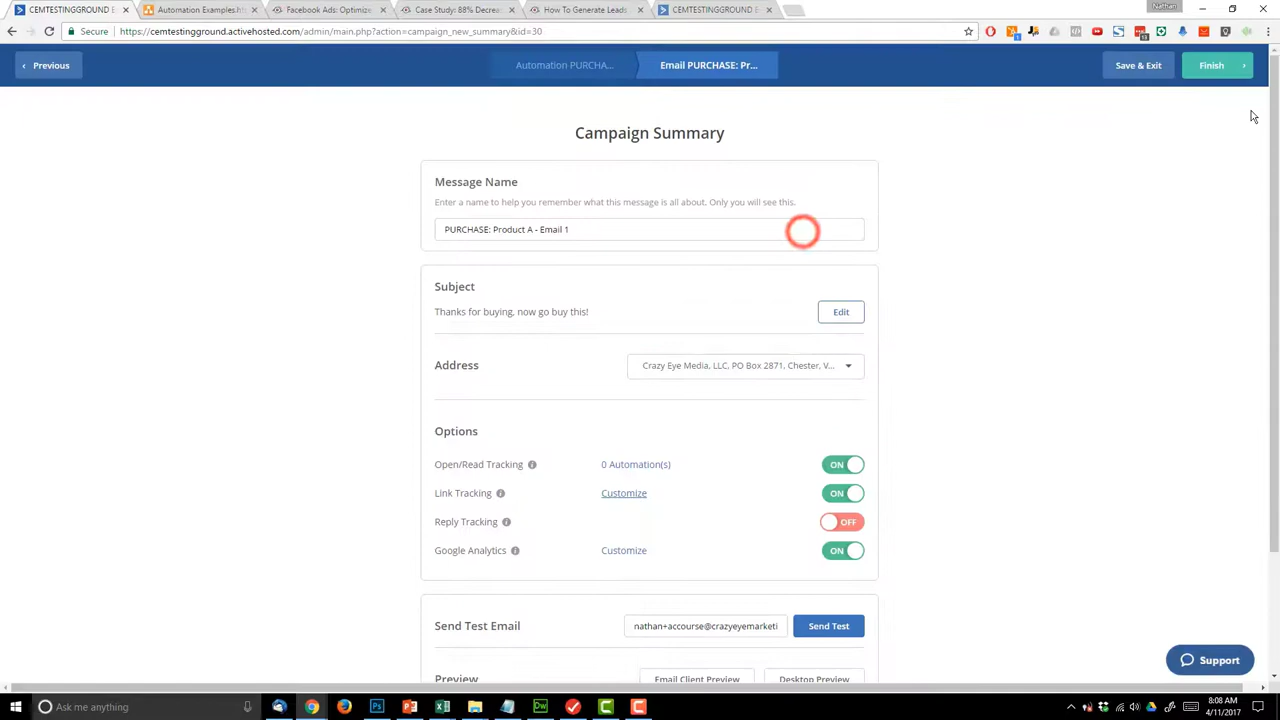 Nathan
CEMTESTINGGROUND E
Automation Examples.ht
Facebook Ads: Optimize
Case Study: 88% Decrea
How To Generate Leads
CEMTESTINGGROUND E
Secure
https://cemtestingground.activehosted.com/admin/main.php?action=campaign_new_summary&id=30
Previous
Automation PURCHA...
Email PURCHASE: Pr...
Save & Exit
Finish
Campaign Summary
Message Name
Enter a name to help you remember what this message is all about. Only you will see this.
PURCHASE: Product A - Email 1
Subject
Thanks for buying, now go buy this!
Edit
Address
Crazy Eye Media, LLC, PO Box 2871, Chester, V...
Options
Open/Read Tracking
0 Automation(s)
ON
Link Tracking
Customize
ON
Reply Tracking
OFF
Google Analytics
Customize
ON
Send Test Email
nathan+accourse@crazyeyemarketi
Send Test
Preview
Email Client Preview
Desktop Preview
Support
Ask me anything
8:08 AM
4/11/2017